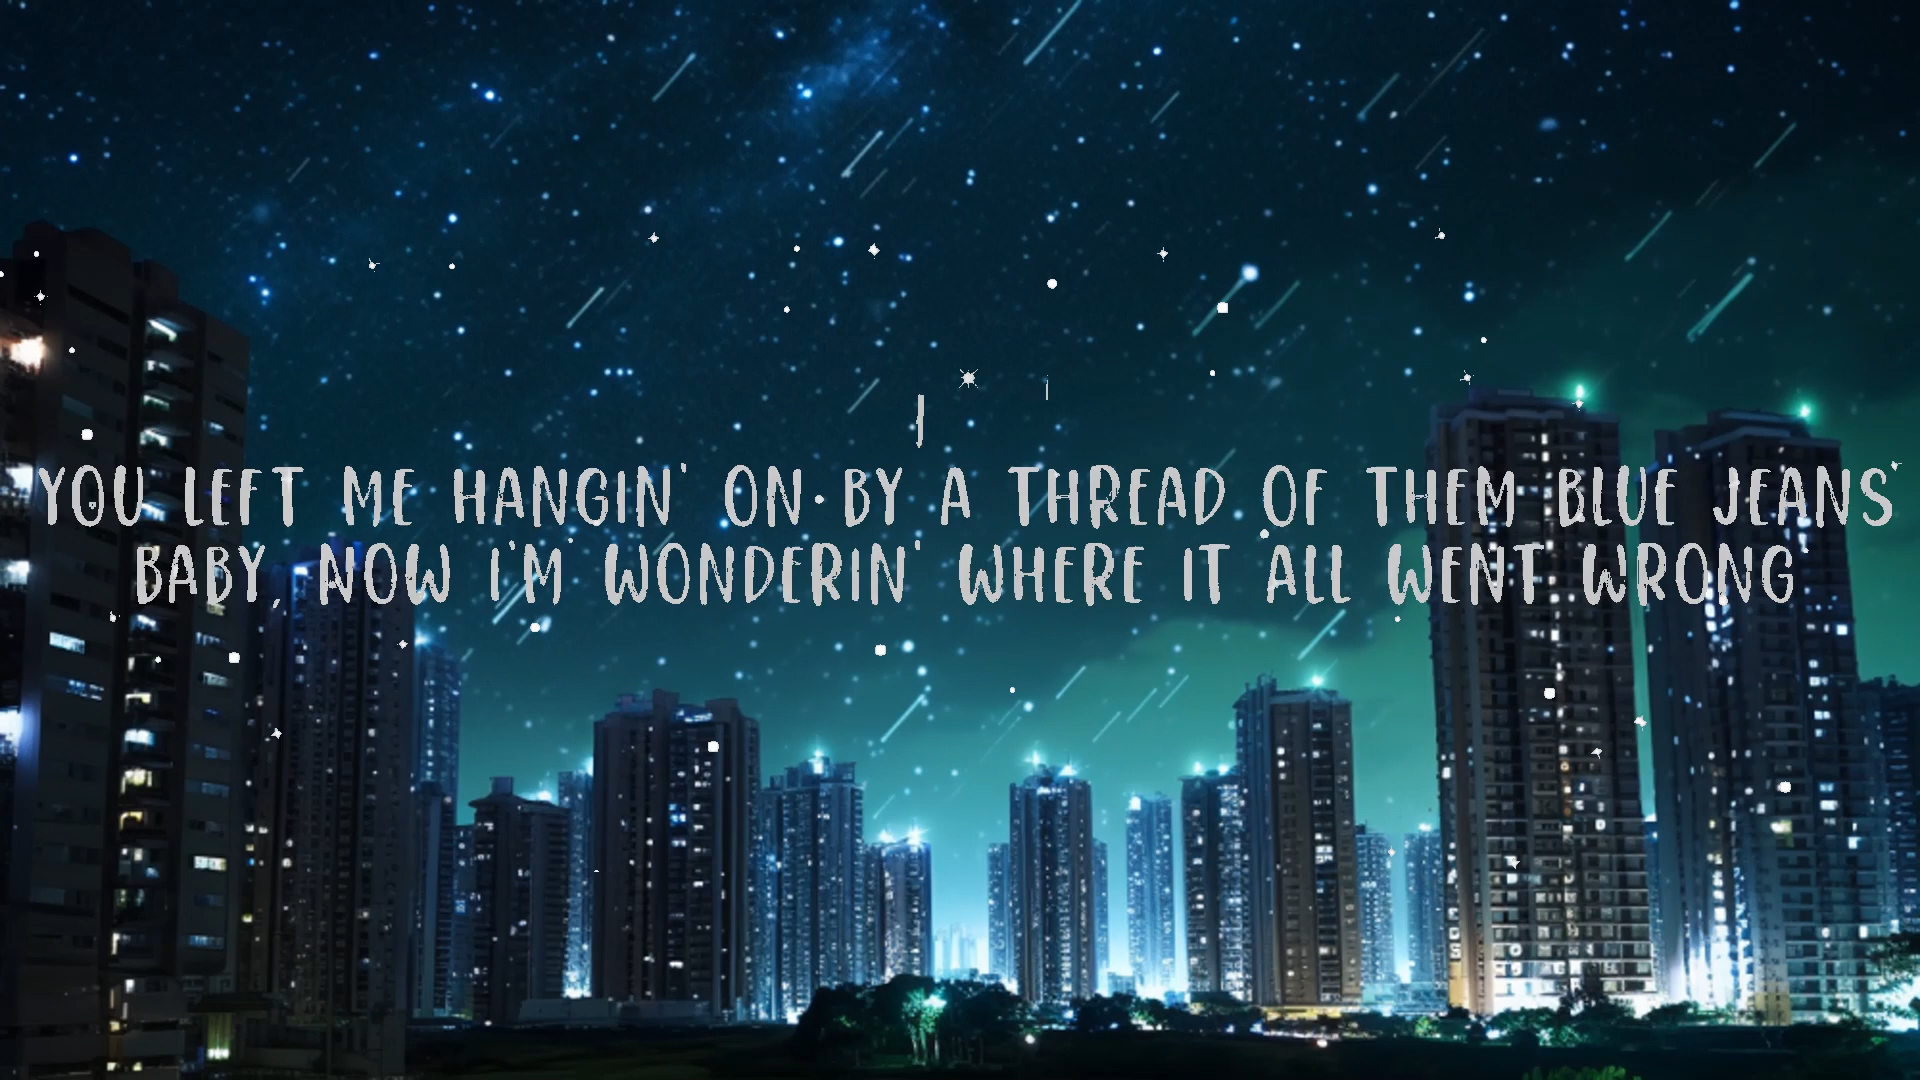 I
YOU LEFT ME HANGIN' ON BY A THREAD OF THEM BLUE JEANS
BABY, NOW I'M WONDERIN' WHERE IT ALL WENT WRONG